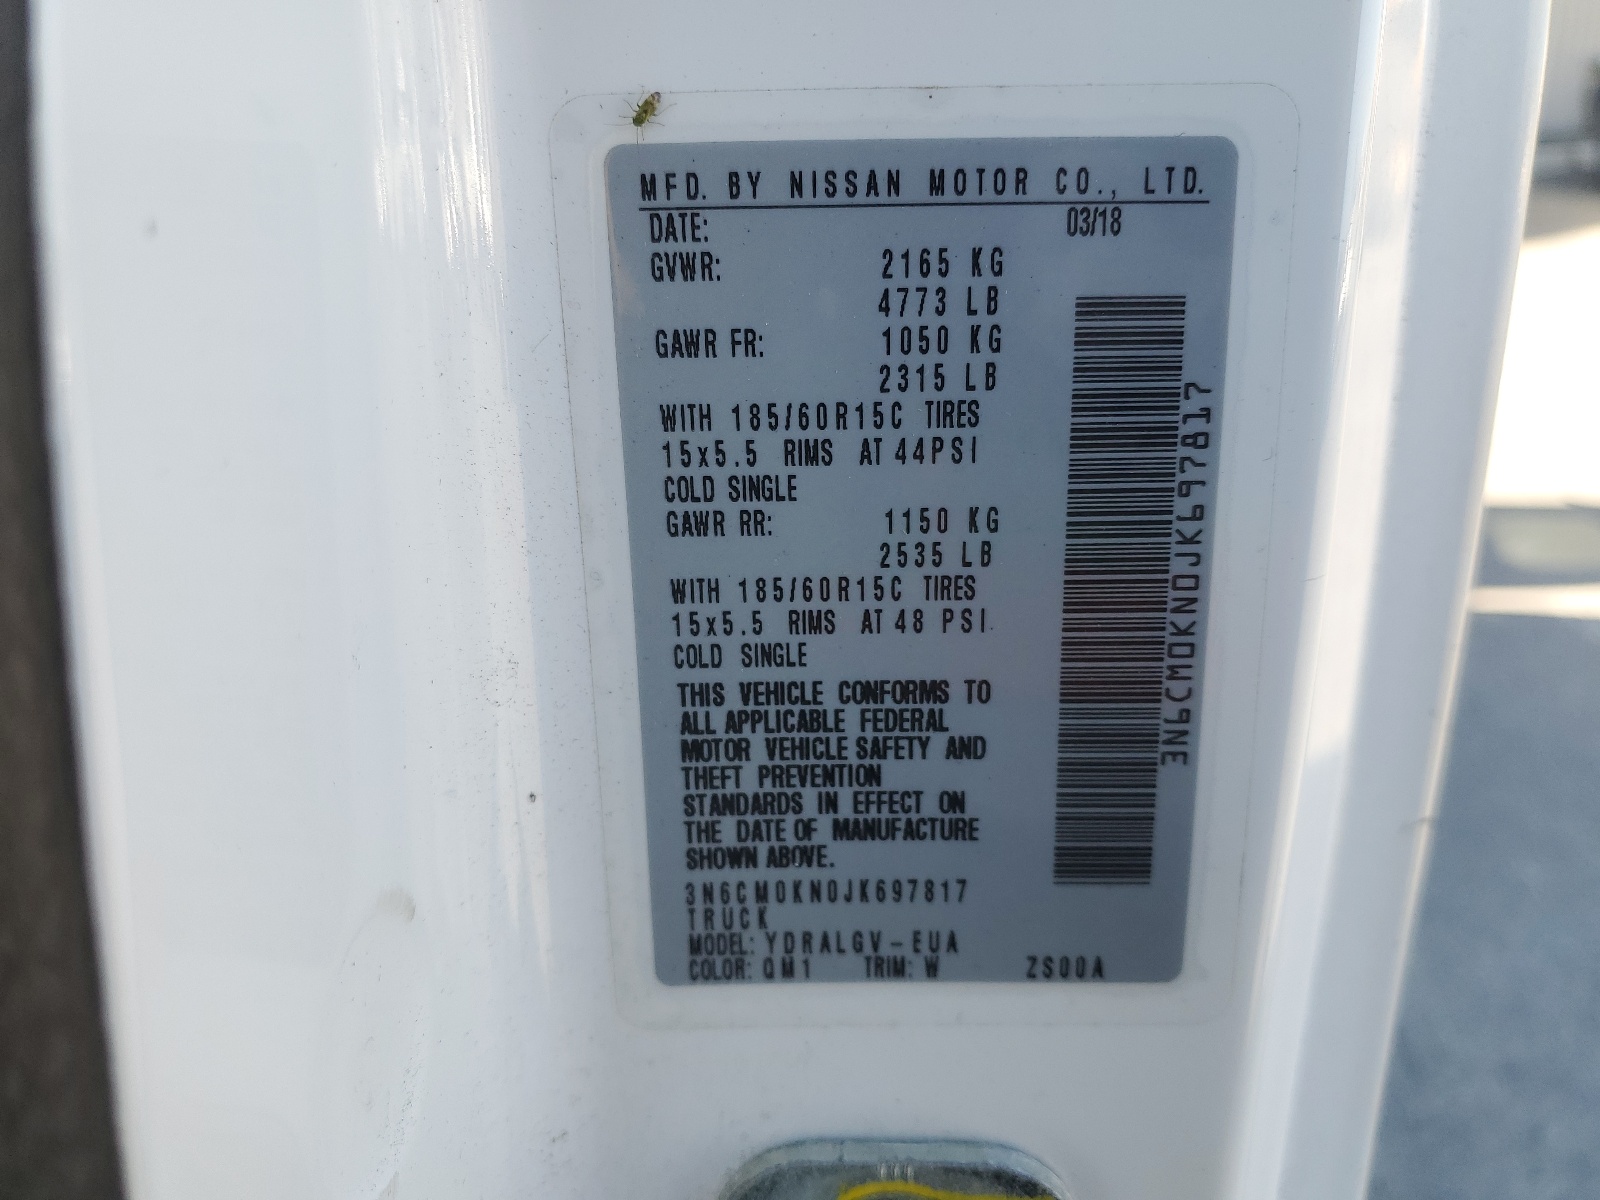 MFD. BY NISSAN MOTOR CO., LTD.
DATE: 03/18
GVWR: 2165 KG
4773 LB
GAWR FR: 1050 KG
2315 LB
WITH 185/60R15C TIRES
15x5.5 RIMS AT 44PSI
COLD SINGLE
GAWR RR: 1150 KG
2535 LB
WITH 185/60R15C TIRES
15x5.5 RIMS AT 48 PSI
COLD SINGLE
THIS VEHICLE CONFORMS TO
ALL APPLICABLE FEDERAL
MOTOR VEHICLE SAFETY AND
THEFT PREVENTION
STANDARDS IN EFFECT ON
THE DATE OF MANUFACTURE
SHOWN ABOVE.
3N6CM0KN0JK697817
TRUCK
MODEL: YDRALGV-EUA
COLOR: QM1 TRIM: W ZS00A
3N6CM0KN0JK697817